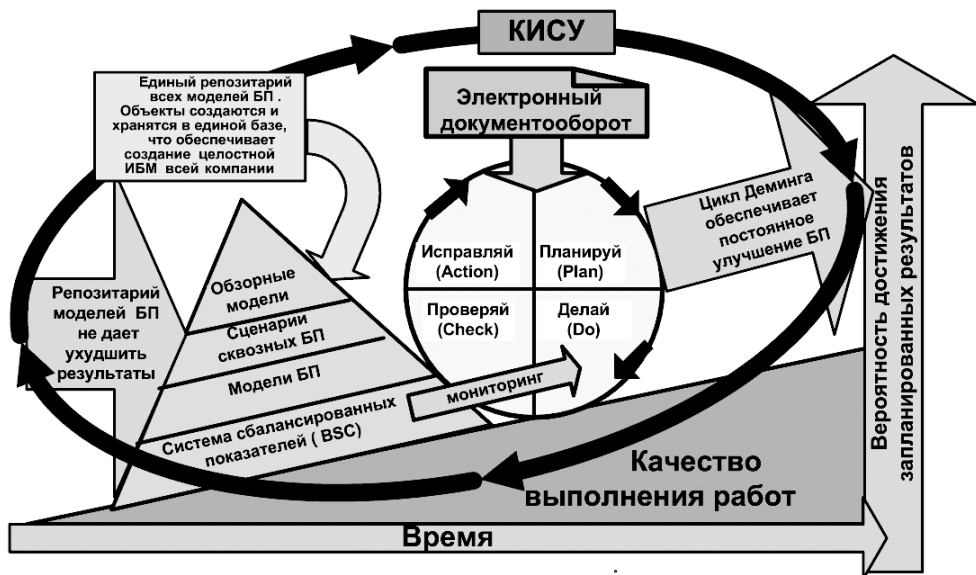 КИСУ
Единый репозитарий
всех моделей БП .
Объекты создаются и
хранятся в единой базе,
что обеспечивает
создание целостной
ИБМ всей компании
Электронный
документооборот
Исправляй
(Action)
Планируй
(Plan)
Проверяй
(Check)
Делай
(Do)
Цикл Деминга
обеспечивает
постоянное
улучшение БП
Репозитарий
моделей БП
не дает
ухудшить
результаты
Обзорные
модели
Сценарии
сквозных БП
Модели БП
Система сбалансированных
показателей ( BSC)
мониторинг
Качество
выполнения работ
Время
Вероятность достижения
запланированных результатов